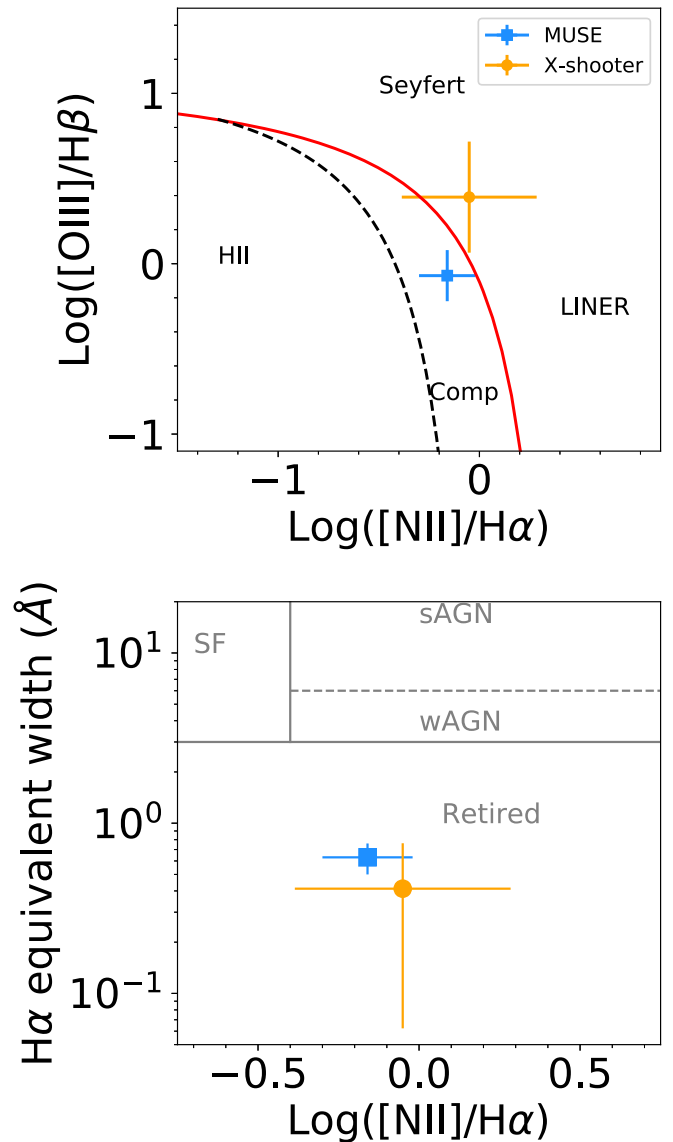 MUSE
X-shooter
Seyfert
HII
LINER
Comp
1
0
−1
−1 0
Log([OIII]/Hβ)
Log([NII]/Hα)
sAGN
SF
wAGN
Retired
10¹
10⁰
10⁻¹
−0.5 0.0 0.5
Hα equivalent width (Å)
Log([NII]/Hα)